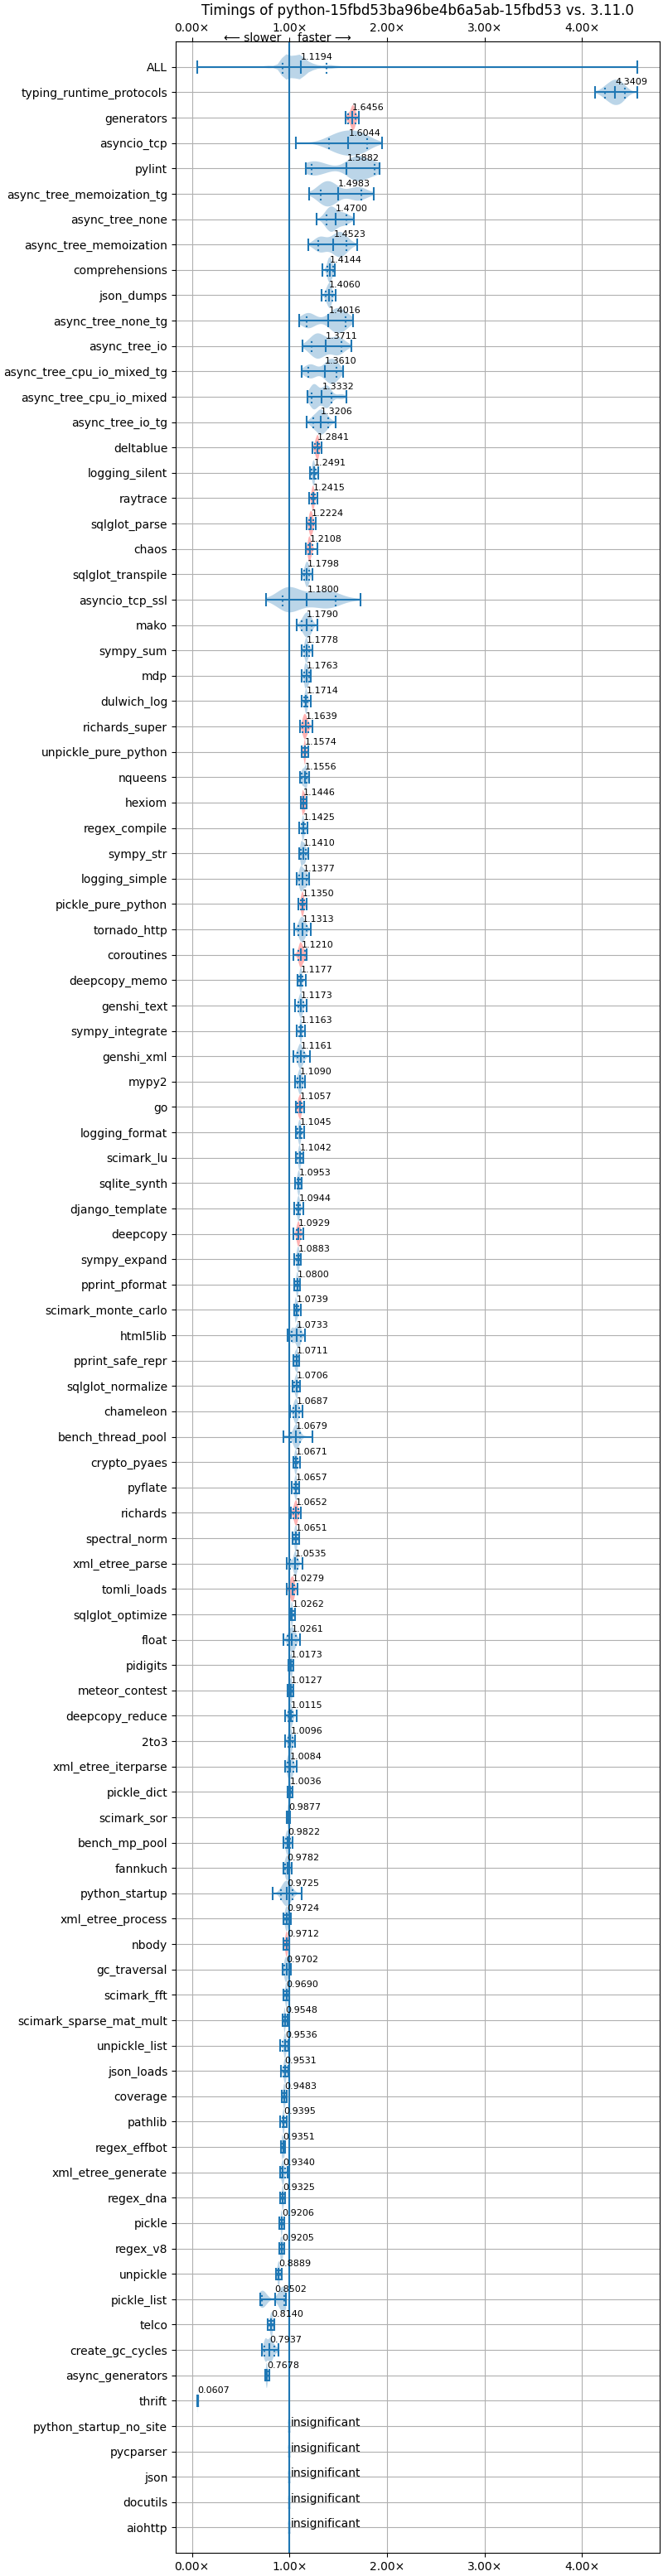 Timings of python-15fbd53ba96be4b6a5ab-15fbd53 vs. 3.11.0
0.00× 1.00× 2.00× 3.00× 4.00×
⟵ slower faster ⟶
ALL 1.1194
typing_runtime_protocols 4.3409
generators 1.6456
asyncio_tcp 1.6044
pylint 1.5882
async_tree_memoization_tg 1.4983
async_tree_none 1.4700
async_tree_memoization 1.4523
comprehensions 1.4144
json_dumps 1.4060
async_tree_none_tg 1.4016
async_tree_io 1.3711
async_tree_cpu_io_mixed_tg 1.3610
async_tree_cpu_io_mixed 1.3332
async_tree_io_tg 1.3206
deltablue 1.2841
logging_silent 1.2491
raytrace 1.2415
sqlglot_parse 1.2224
chaos 1.2108
sqlglot_transpile 1.1798
asyncio_tcp_ssl 1.1800
mako 1.1790
sympy_sum 1.1778
mdp 1.1763
dulwich_log 1.1714
richards_super 1.1639
unpickle_pure_python 1.1574
nqueens 1.1556
hexiom 1.1446
regex_compile 1.1425
sympy_str 1.1410
logging_simple 1.1377
pickle_pure_python 1.1350
tornado_http 1.1313
coroutines 1.1210
deepcopy_memo 1.1177
genshi_text 1.1173
sympy_integrate 1.1163
genshi_xml 1.1161
mypy2 1.1090
go 1.1057
logging_format 1.1045
scimark_lu 1.1042
sqlite_synth 1.0953
django_template 1.0944
deepcopy 1.0929
sympy_expand 1.0883
pprint_pformat 1.0800
scimark_monte_carlo 1.0739
html5lib 1.0733
pprint_safe_repr 1.0711
sqlglot_normalize 1.0706
chameleon 1.0687
bench_thread_pool 1.0679
crypto_pyaes 1.0671
pyflate 1.0657
richards 1.0652
spectral_norm 1.0651
xml_etree_parse 1.0535
tomli_loads 1.0279
sqlglot_optimize 1.0262
float 1.0261
pidigits 1.0173
meteor_contest 1.0127
deepcopy_reduce 1.0115
2to3 1.0096
xml_etree_iterparse 1.0084
pickle_dict 1.0036
scimark_sor 0.9877
bench_mp_pool 0.9822
fannkuch 0.9782
python_startup 0.9725
xml_etree_process 0.9724
nbody 0.9712
gc_traversal 0.9702
scimark_fft 0.9690
scimark_sparse_mat_mult 0.9548
unpickle_list 0.9536
json_loads 0.9531
coverage 0.9483
pathlib 0.9395
regex_effbot 0.9351
xml_etree_generate 0.9340
regex_dna 0.9325
pickle 0.9206
regex_v8 0.9205
unpickle 0.8889
pickle_list 0.8502
telco 0.8140
create_gc_cycles 0.7937
async_generators 0.7678
thrift 0.0607
python_startup_no_site insignificant
pycparser insignificant
json insignificant
docutils insignificant
aiohttp insignificant
0.00× 1.00× 2.00× 3.00× 4.00×